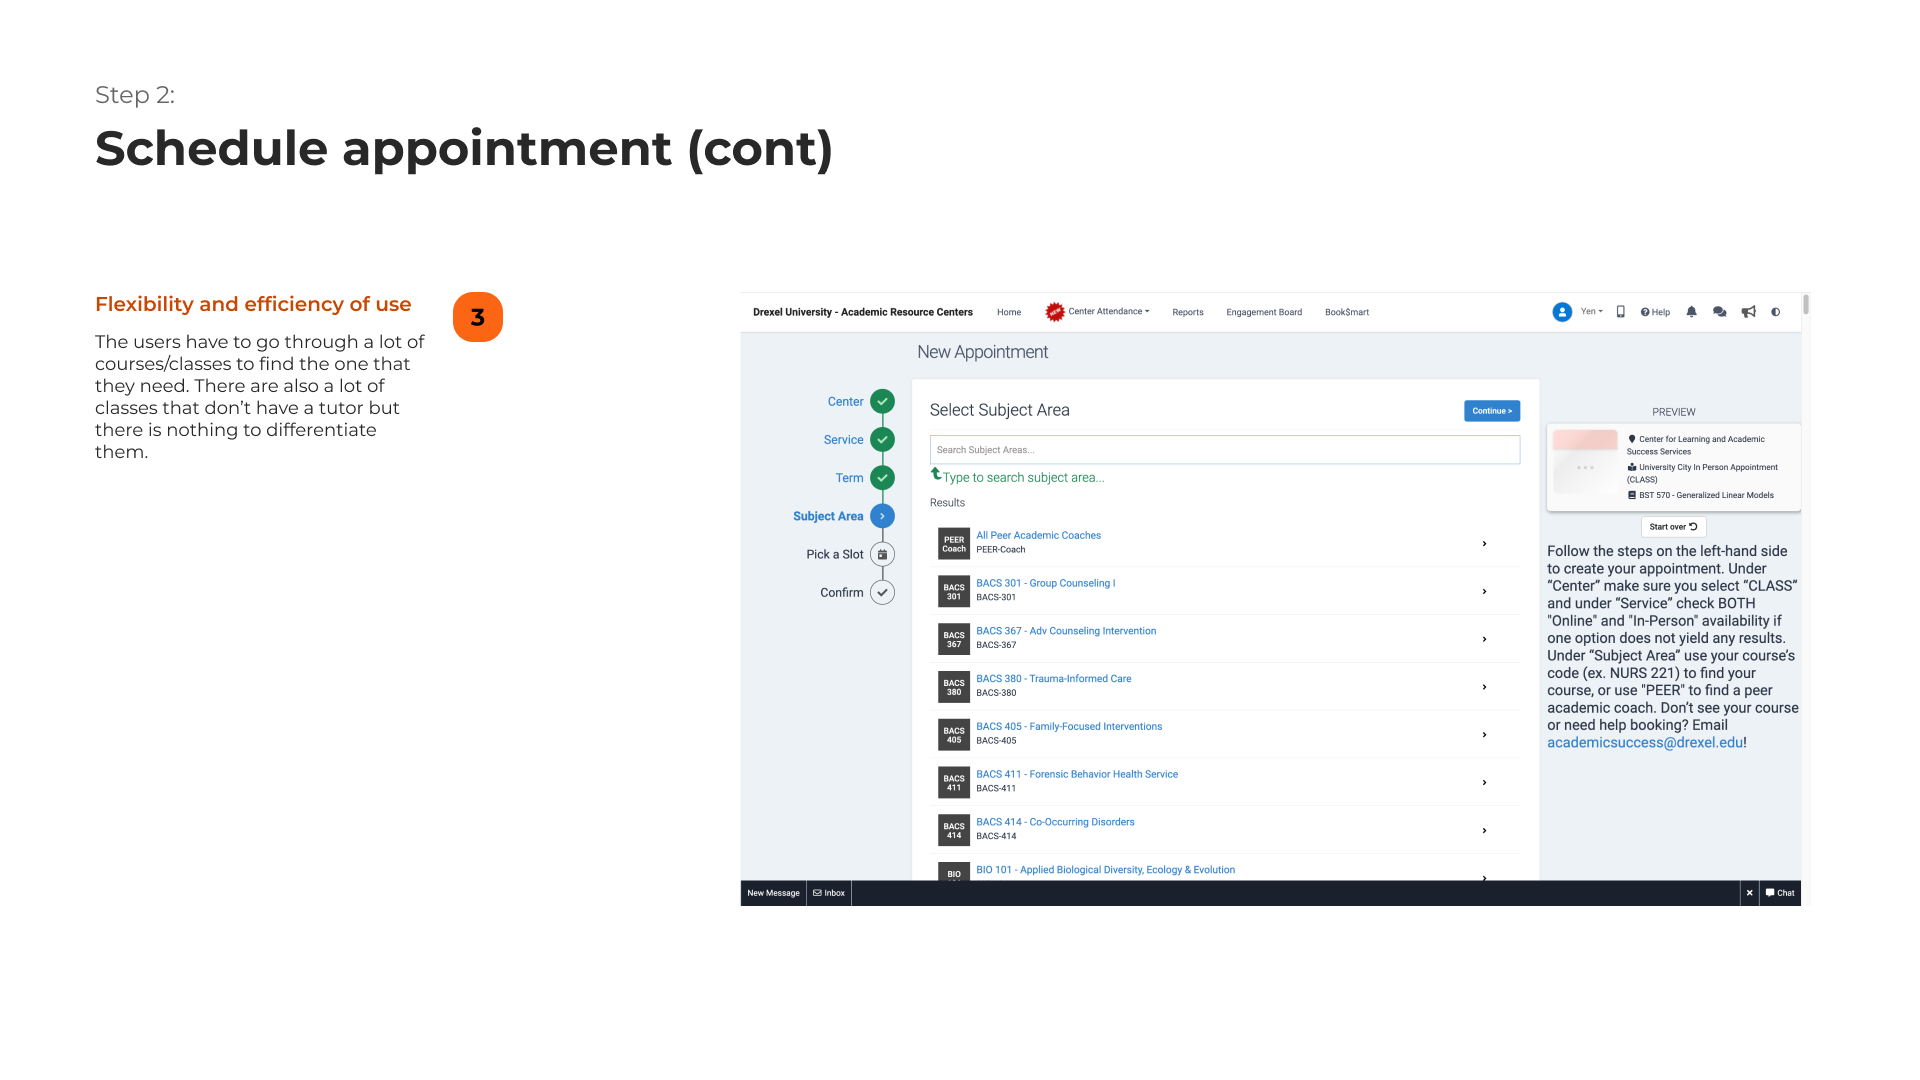 Step 2:
Schedule appointment (cont)
Flexibility and efficiency of use
3
The users have to go through a lot of
courses/classes to find the one that
they need. There are also a lot of
classes that don’t have a tutor but
there is nothing to differentiate
them.
Drexel University - Academic Resource Centers
Home
NEW
Center Attendance
Reports
Engagement Board
Book$mart
Yen
Help
New Appointment
Center
Service
Term
Subject Area
Pick a Slot
Confirm
Select Subject Area
Continue >
Search Subject Areas...
Type to search subject area...
Results
PEER
Coach
All Peer Academic Coaches
PEER-Coach
BACS
301
BACS 301 - Group Counseling I
BACS-301
BACS
367
BACS 367 - Adv Counseling Intervention
BACS-367
BACS
380
BACS 380 - Trauma-Informed Care
BACS-380
BACS
405
BACS 405 - Family-Focused Interventions
BACS-405
BACS
411
BACS 411 - Forensic Behavior Health Service
BACS-411
BACS
414
BACS 414 - Co-Occurring Disorders
BACS-414
BIO
BIO 101 - Applied Biological Diversity, Ecology & Evolution
PREVIEW
Center for Learning and Academic
Success Services
University City In Person Appointment
(CLASS)
BST 570 - Generalized Linear Models
Start over
Follow the steps on the left-hand side
to create your appointment. Under
“Center” make sure you select “CLASS”
and under “Service” check BOTH
"Online" and "In-Person" availability if
one option does not yield any results.
Under “Subject Area” use your course’s
code (ex. NURS 221) to find your
course, or use "PEER" to find a peer
academic coach. Don’t see your course
or need help booking? Email
academicsuccess@drexel.edu!
New Message
Inbox
Chat